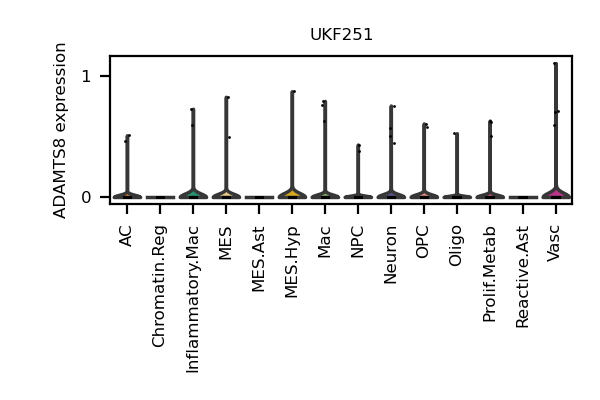 UKF251
ADAMTS8 expression
1
0
AC
Chromatin.Reg
Inflammatory.Mac
MES
MES.Ast
MES.Hyp
Mac
NPC
Neuron
OPC
Oligo
Prolif.Metab
Reactive.Ast
Vasc